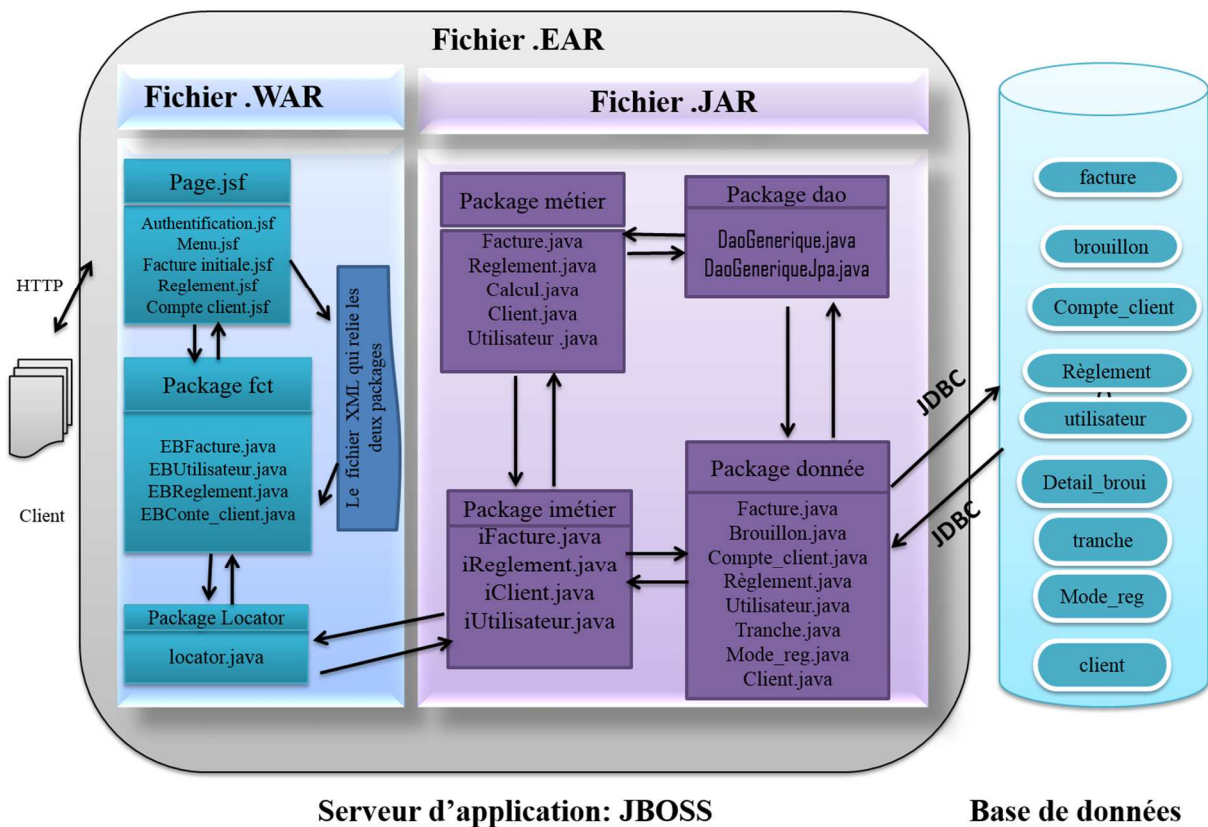 Fichier .EAR
Fichier .WAR
Fichier .JAR
Page.jsf
Authentification.jsf
Menu.jsf
Facture initiale.jsf
Reglement.jsf
Compte client.jsf
Package fct
EBFacture.java
EBUtilisateur.java
EBReglement.java
EBConte_client.java
Package Locator
locator.java
Le fichier XML qui relie les
deux packages
HTTP
Client
Package métier
Facture.java
Reglement.java
Calcul.java
Client.java
Utilisateur .java
Package dao
DaoGenerique.java
DaoGeneriqueJpa.java
Package imétier
iFacture.java
iReglement.java
iClient.java
iUtilisateur.java
Package donnée
Facture.java
Brouillon.java
Compte_client.java
Règlement.java
Utilisateur.java
Tranche.java
Mode_reg.java
Client.java
JDBC
JDBC
facture
brouillon
Compte_client
Règlement
utilisateur
Detail_broui
tranche
Mode_reg
client
Serveur d’application: JBOSS
Base de données